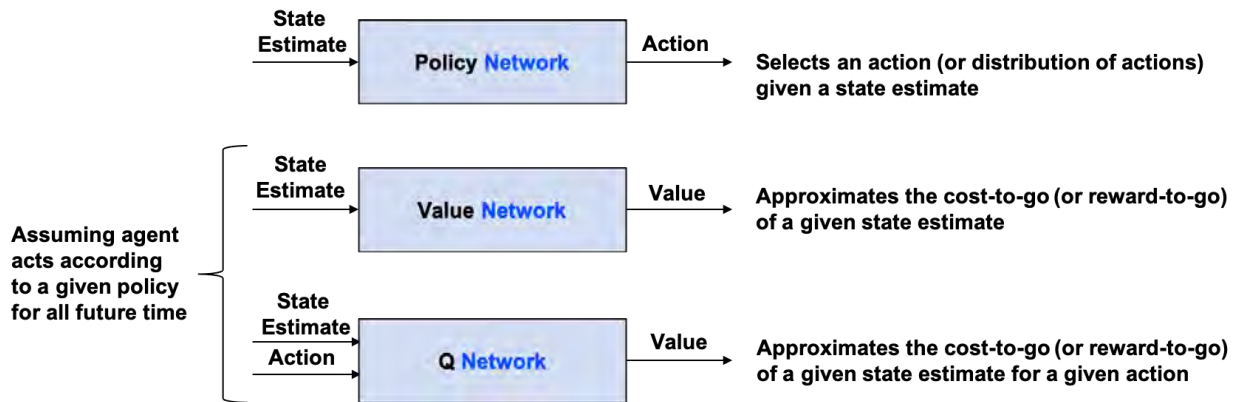 State
Estimate
Policy Network
Action
Selects an action (or distribution of actions)
given a state estimate
State
Estimate
Value Network
Value
Approximates the cost-to-go (or reward-to-go)
of a given state estimate
Assuming agent
acts according
to a given policy
for all future time
State
Estimate
Action
Q Network
Value
Approximates the cost-to-go (or reward-to-go)
of a given state estimate for a given action